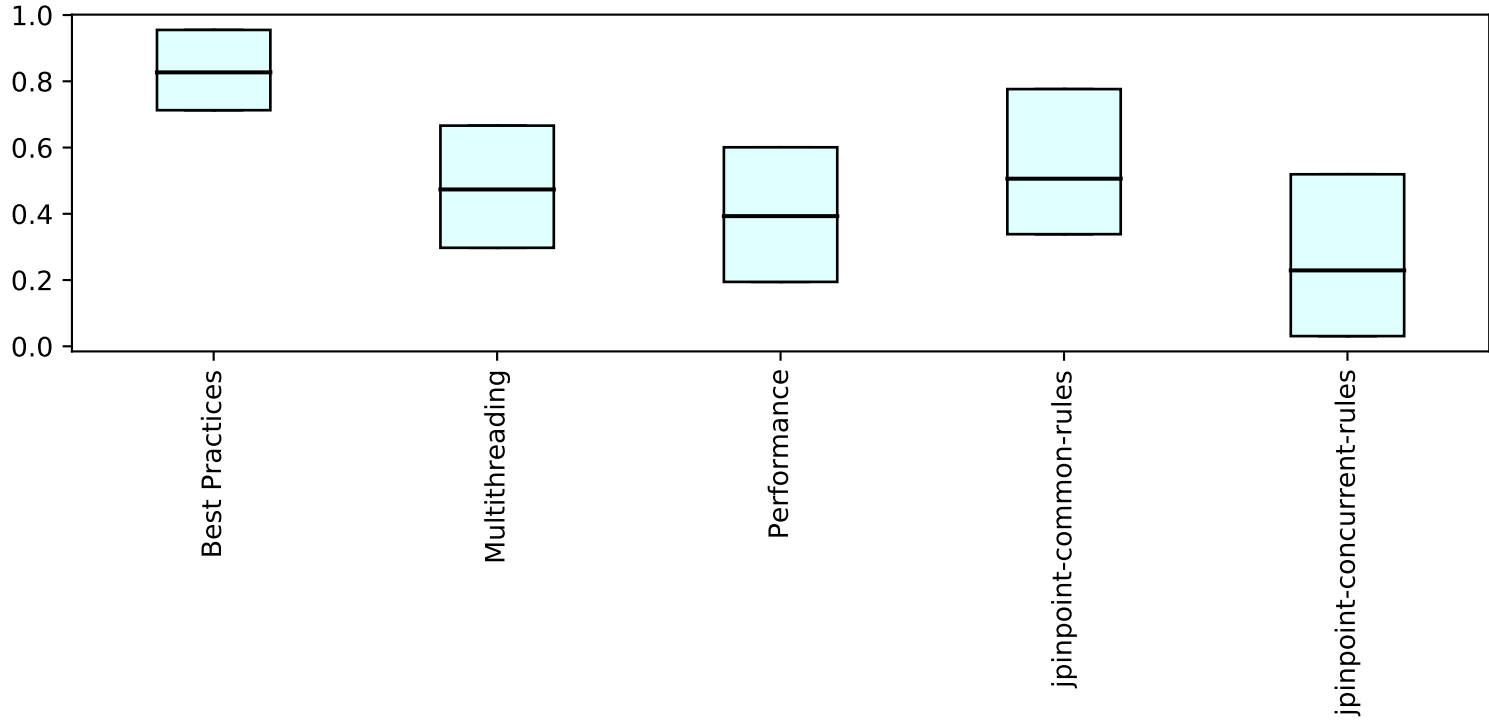 1.0
0.8
0.6
0.4
0.2
0.0
Best Practices
Multithreading
Performance
jpinpoint-common-rules
jpinpoint-concurrent-rules